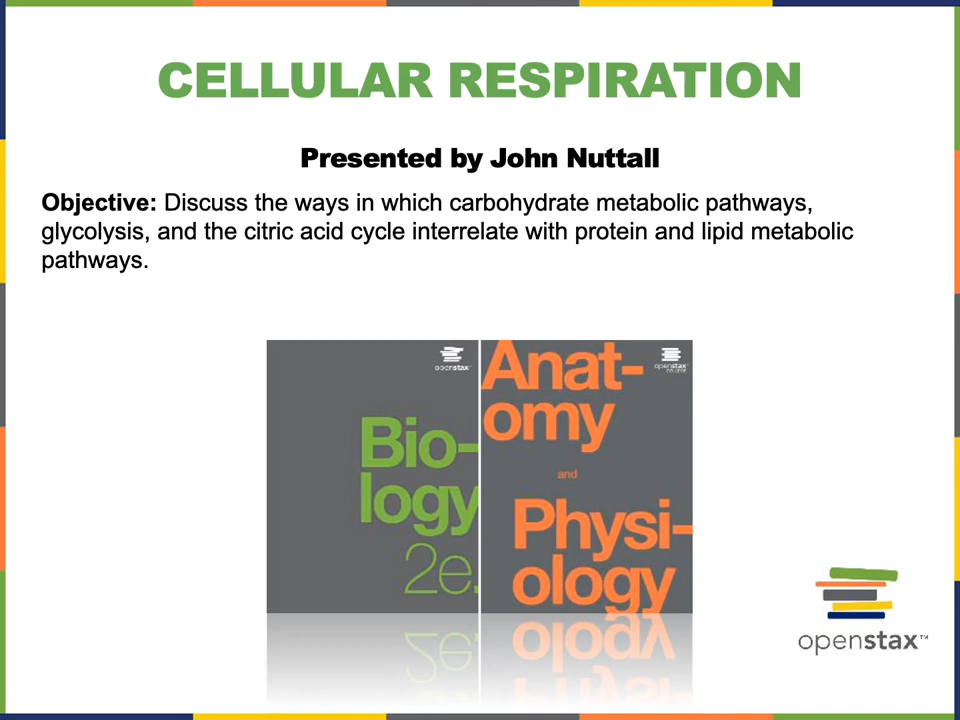 CELLULAR RESPIRATION
Presented by John Nuttall
Objective: Discuss the ways in which carbohydrate metabolic pathways,
glycolysis, and the citric acid cycle interrelate with protein and lipid metabolic
pathways.
openstax™
Bio-
logy
2e.
openstax
Anat-
omy
and
Physi-
ology
openstax™